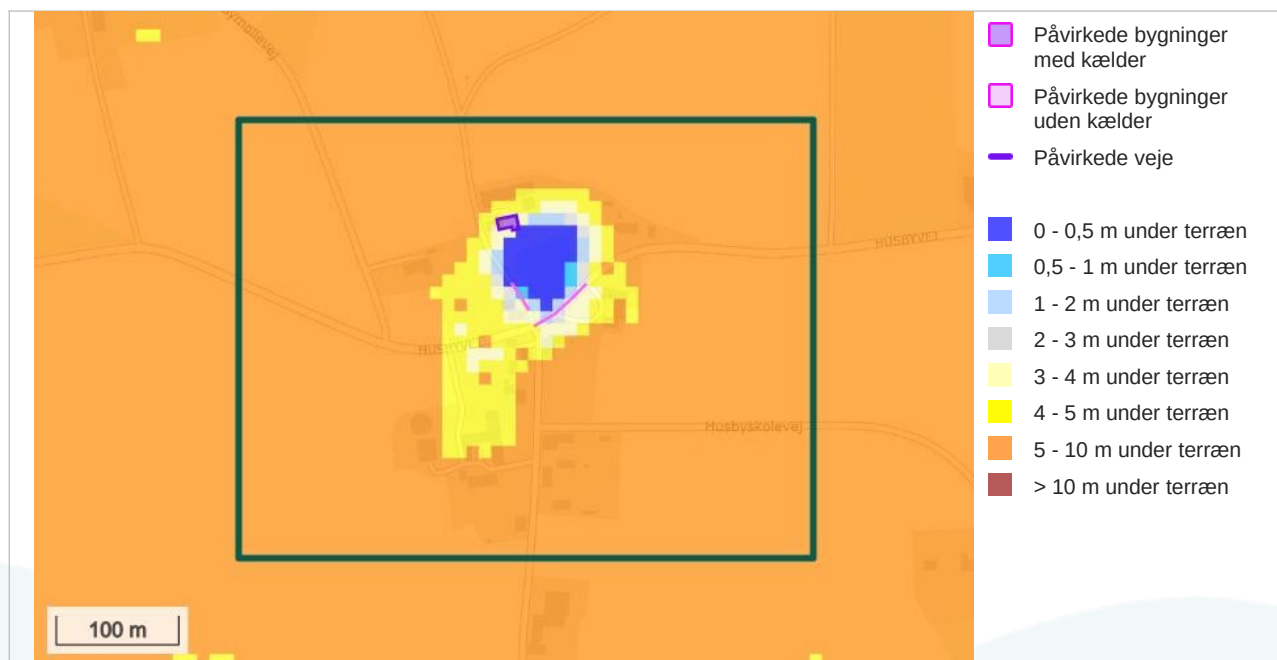 Påvirkede bygninger
med kælder
Påvirkede bygninger
uden kælder
Påvirkede veje
0 - 0,5 m under terræn
0,5 - 1 m under terræn
1 - 2 m under terræn
2 - 3 m under terræn
3 - 4 m under terræn
4 - 5 m under terræn
5 - 10 m under terræn
> 10 m under terræn
HUSBYVEJ
HUSBYVEJ
Husbyskolevej
100 m